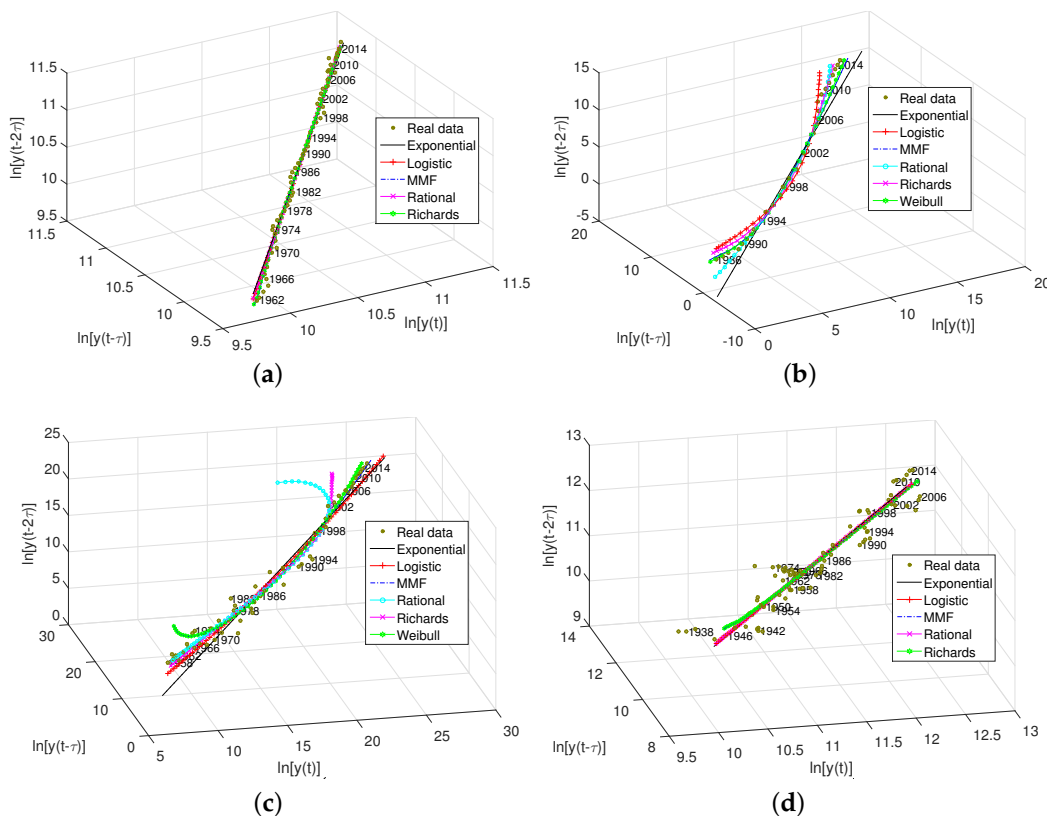 11.5
11
10.5
10
9.5
ln[y(t-2τ)]
11.5
11
10.5
10
9.5
ln[y(t-τ)]
9.5
10
10.5
11
11.5
ln[y(t)]
2014
2010
2006
2002
1998
1994
1990
1986
1982
1978
1974
1970
1966
1962
Real data
Exponential
Logistic
MMF
Rational
Richards
(a)
15
10
5
0
-5
ln[y(t-2τ)]
20
10
0
-10
ln[y(t-τ)]
0
5
10
15
20
ln[y(t)]
2014
2010
2006
2002
1998
1994
1990
1936
Real data
Exponential
Logistic
MMF
Rational
Richards
Weibull
(b)
25
20
15
10
5
0
ln[y(t-2τ)]
30
20
10
0
ln[y(t-τ)]
5
10
15
20
25
30
ln[y(t)]
2014
2010
2006
2002
1998
1994
1990
1986
1970
1966
Real data
Exponential
Logistic
MMF
Rational
Richards
Weibull
(c)
13
12
11
10
9
ln[y(t-2τ)]
14
12
10
8
ln[y(t-τ)]
9.5
10
10.5
11
11.5
12
12.5
13
ln[y(t)]
2014
2010
2006
2002
1998
1994
1990
1986
1982
1974
1962
1958
1950
1954
1938
1946
1942
Real data
Exponential
Logistic
MMF
Rational
Richards
(d)